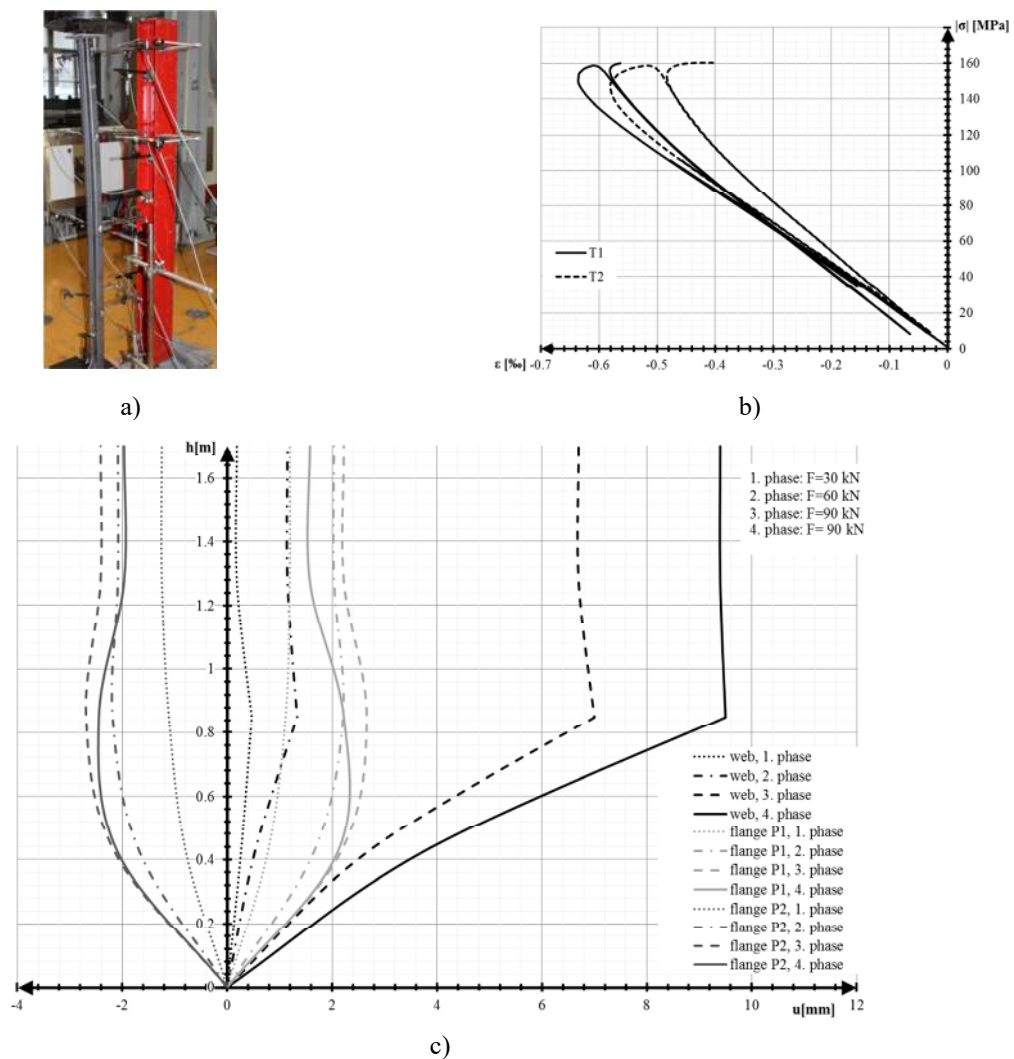 |σ| [MPa]
160
140
120
100
80
60
40
20
0
T1
T2
ε [‰] -0.7 -0.6 -0.5 -0.4 -0.3 -0.2 -0.1 0
a)
b)
h[m]
1.6
1.4
1.2
1
0.8
0.6
0.4
0.2
0
1. phase: F=30 kN
2. phase: F=60 kN
3. phase: F=90 kN
4. phase: F= 90 kN
web, 1. phase
web, 2. phase
web, 3. phase
web, 4. phase
flange P1, 1. phase
flange P1, 2. phase
flange P1, 3. phase
flange P1, 4. phase
flange P2, 1. phase
flange P2, 2. phase
flange P2, 3. phase
flange P2, 4. phase
-4 -2 0 2 4 6 8 10 12
u[mm]
c)